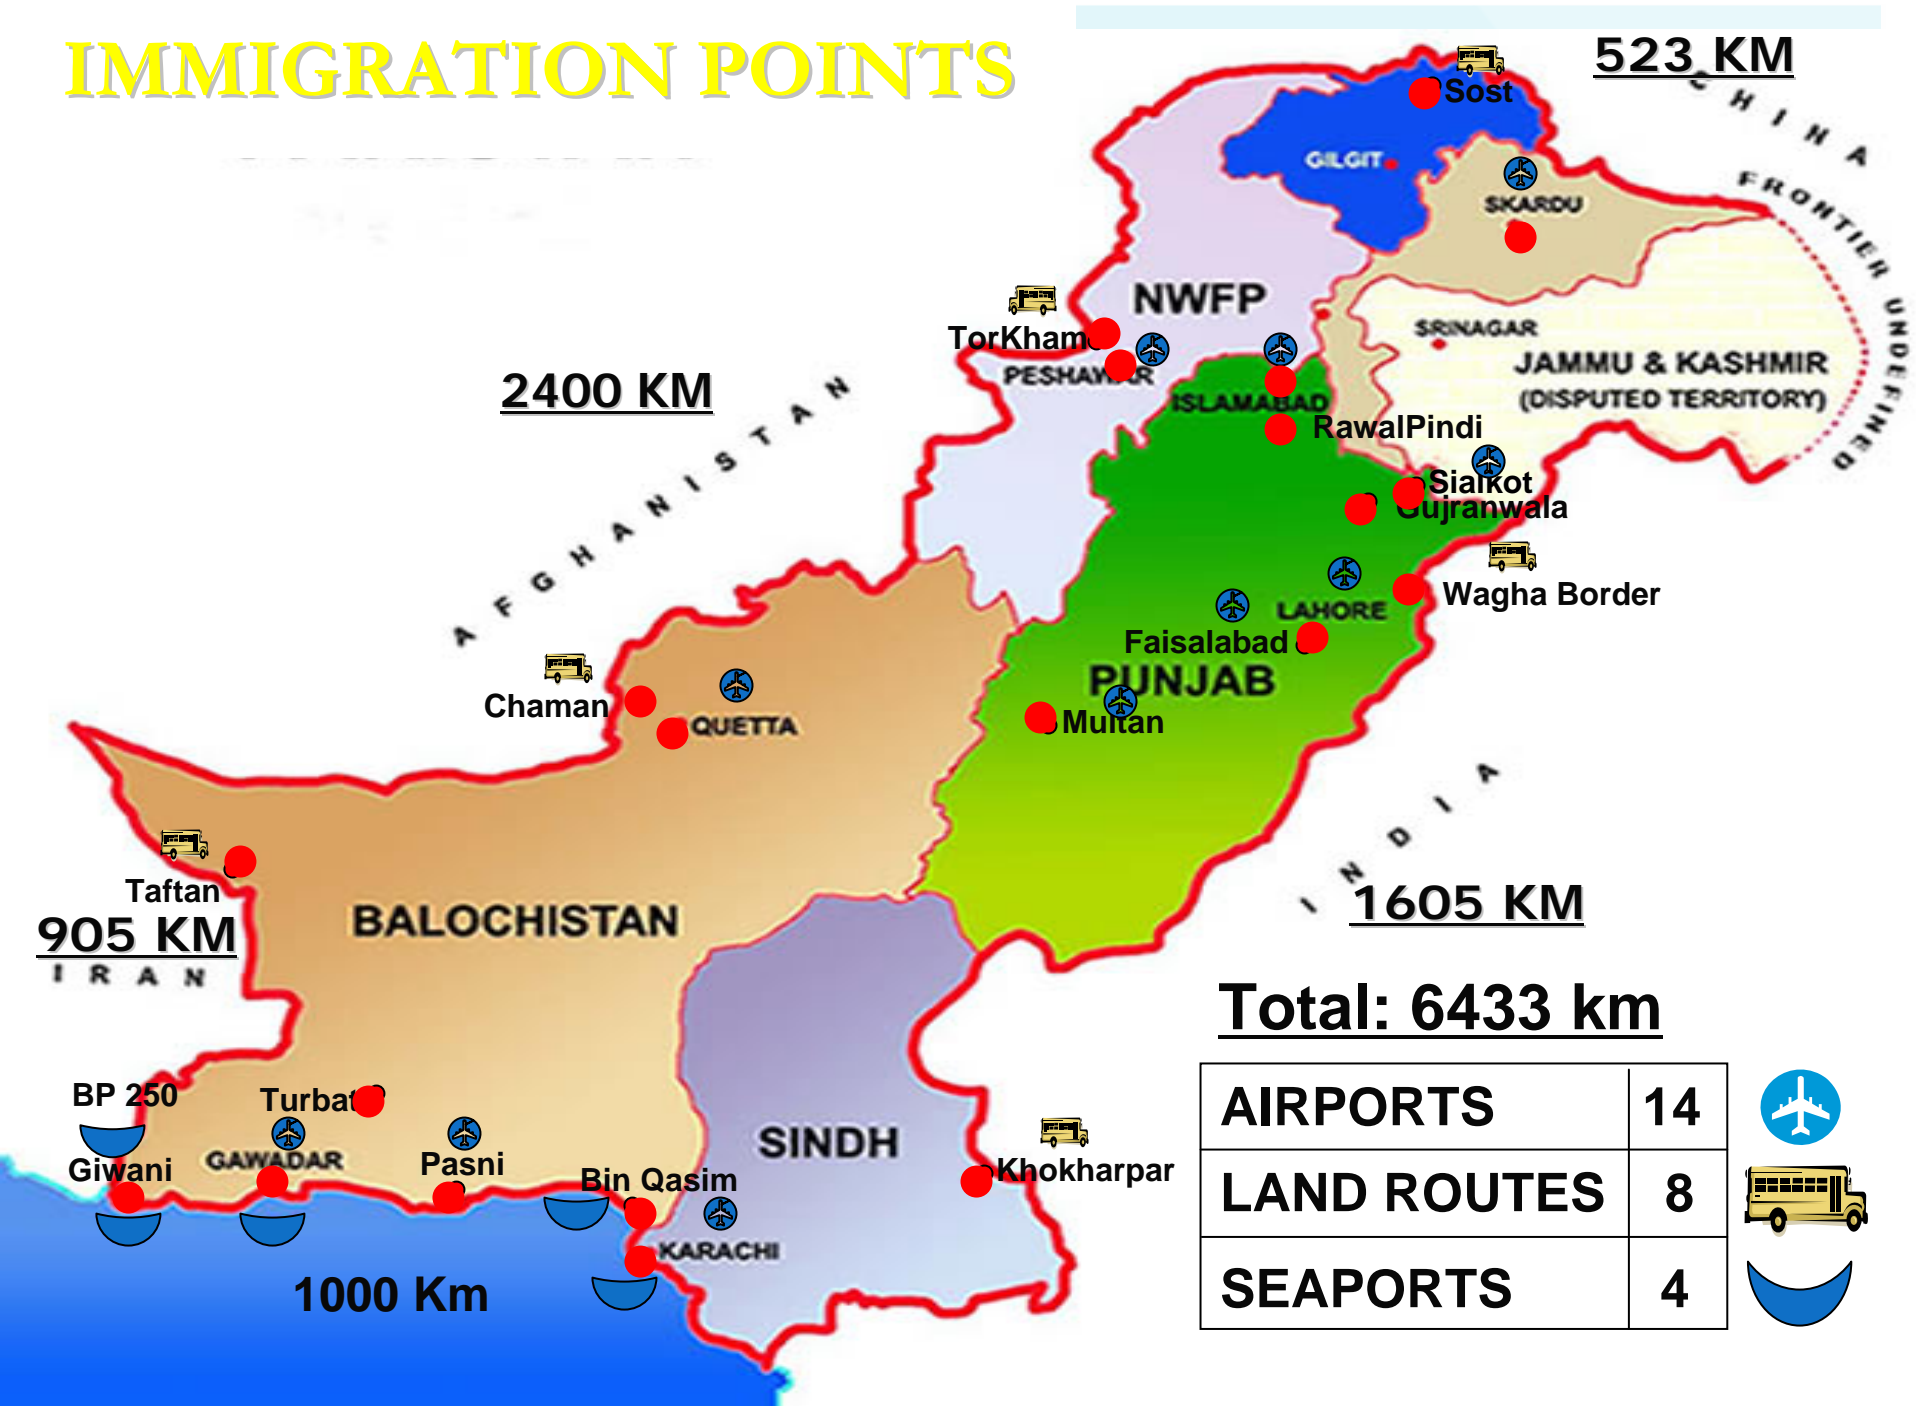 IMMIGRATION POINTS
523 KM
CHINA
Sost
GILGIT
SKARDU
FRONTIER UNDEFINED
NWFP
TorKham
PESHAWAR
SRINAGAR
JAMMU & KASHMIR
(DISPUTED TERRITORY)
2400 KM
AFGHANISTAN
ISLAMABAD
RawalPindi
Sialkot
Gujranwala
Wagha Border
LAHORE
Faisalabad
PUNJAB
Multan
Chaman
QUETTA
INDIA
1605 KM
Taftan
905 KM
IRAN
BALOCHISTAN
Total: 6433 km
BP 250
Turbat
Giwani
GAWADAR
Pasni
Bin Qasim
KARACHI
SINDH
Khokharpar
1000 Km
AIRPORTS 14
LAND ROUTES 8
SEAPORTS 4